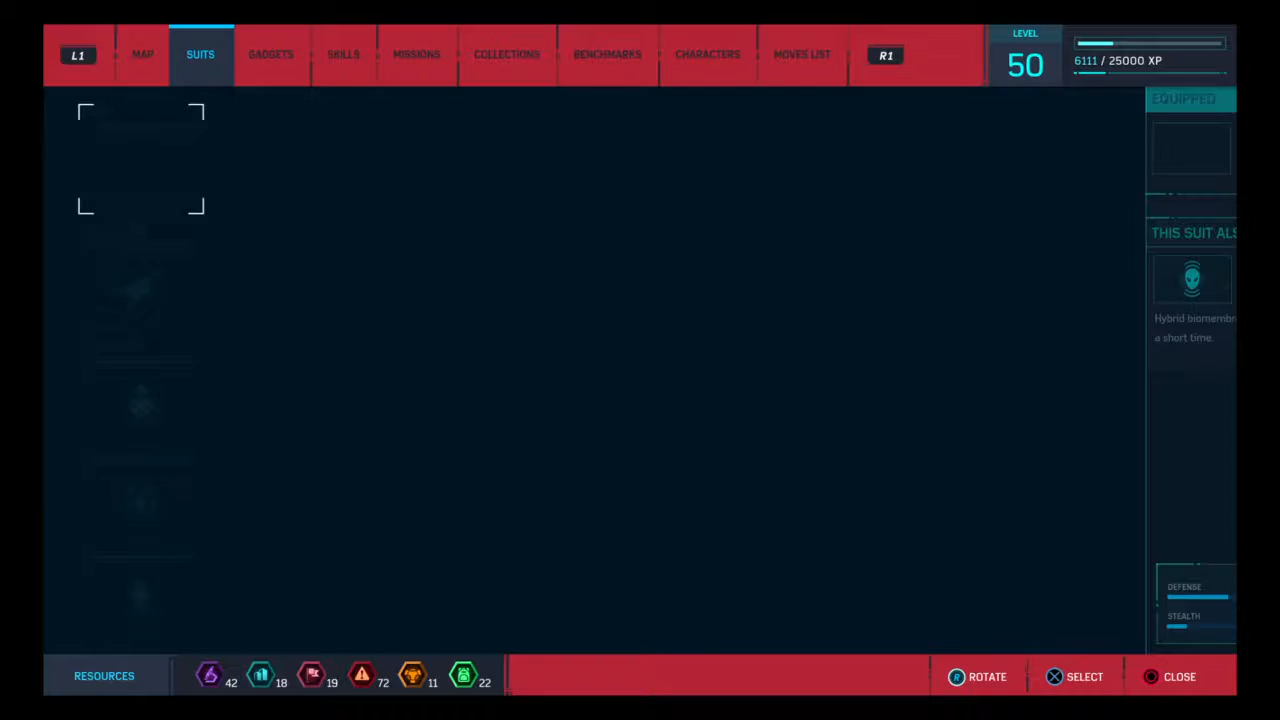 L1 MAP SUITS GADGETS SKILLS MISSIONS COLLECTIONS BENCHMARKS CHARACTERS MOVES LIST R1
LEVEL
50
6111 / 25000 XP
EQUIPPED
THIS SUIT ALS
Hybrid biomembr
a short time.
DEFENSE
STEALTH
RESOURCES 42 18 19 72 11 22 R ROTATE SELECT CLOSE